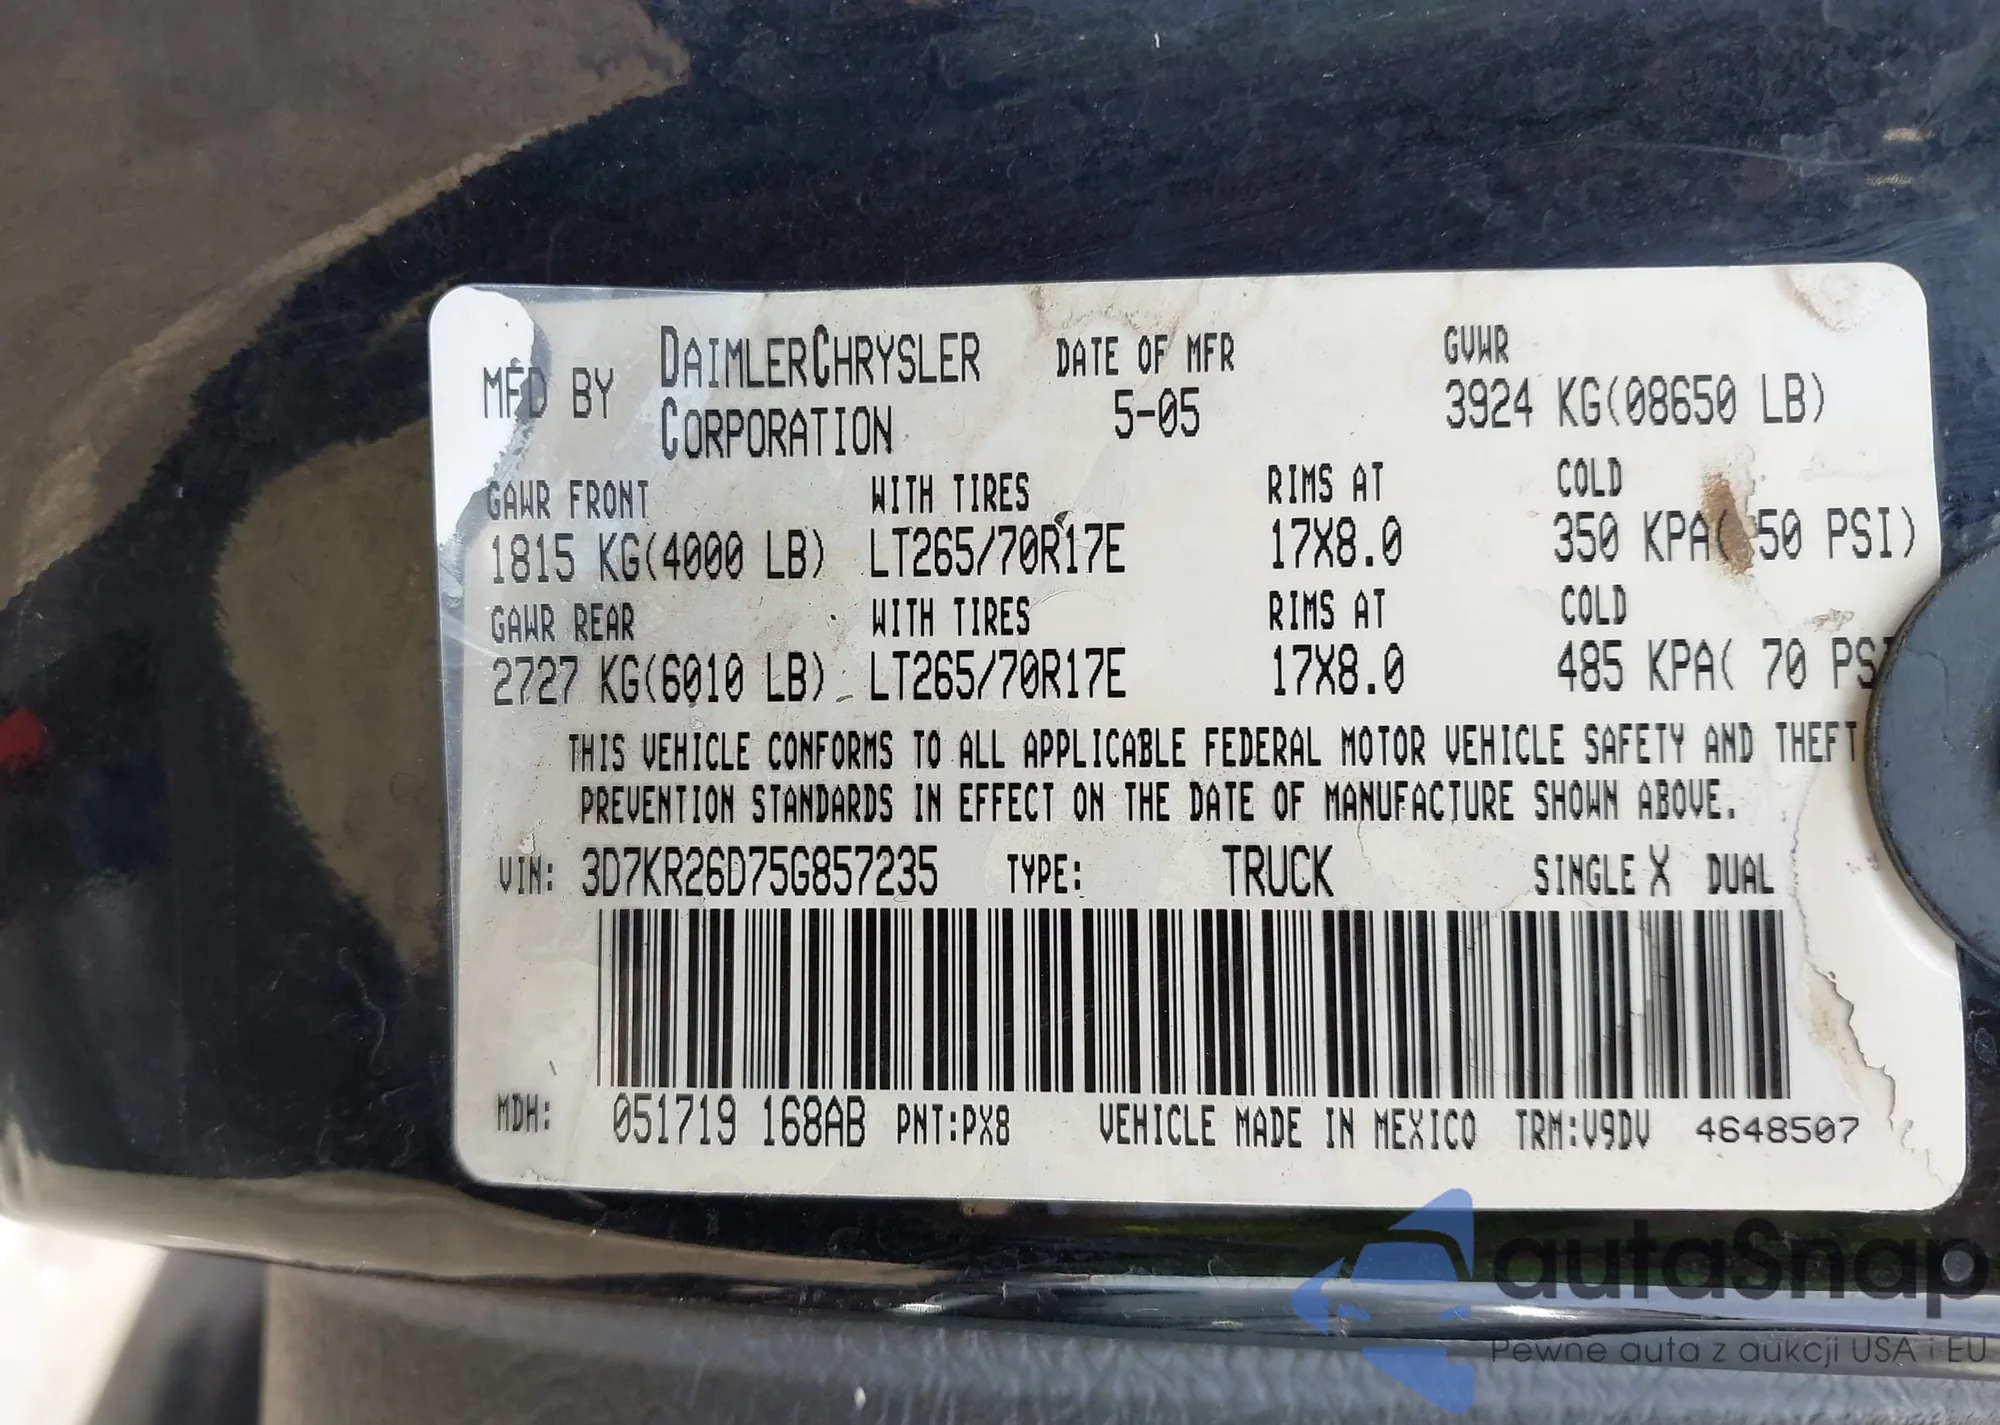 MFD BY DAIMLERCHRYSLER CORPORATION DATE OF MFR 5-05 GVWR 3924 KG(08650 LB)
GAWR FRONT WITH TIRES RIMS AT COLD
1815 KG(4000 LB) LT265/70R17E 17X8.0 350 KPA( 50 PSI)
GAWR REAR WITH TIRES RIMS AT COLD
2727 KG(6010 LB) LT265/70R17E 17X8.0 485 KPA( 70 PSI
THIS VEHICLE CONFORMS TO ALL APPLICABLE FEDERAL MOTOR VEHICLE SAFETY AND THEFT
PREVENTION STANDARDS IN EFFECT ON THE DATE OF MANUFACTURE SHOWN ABOVE.
VIN: 3D7KR26D75G857235 TYPE: TRUCK SINGLE X DUAL
MDH: 051719 168AB PNT:PX8 VEHICLE MADE IN MEXICO TRM:V9DV 4648507
autaSnap
Pewne auta z aukcji USA i EU